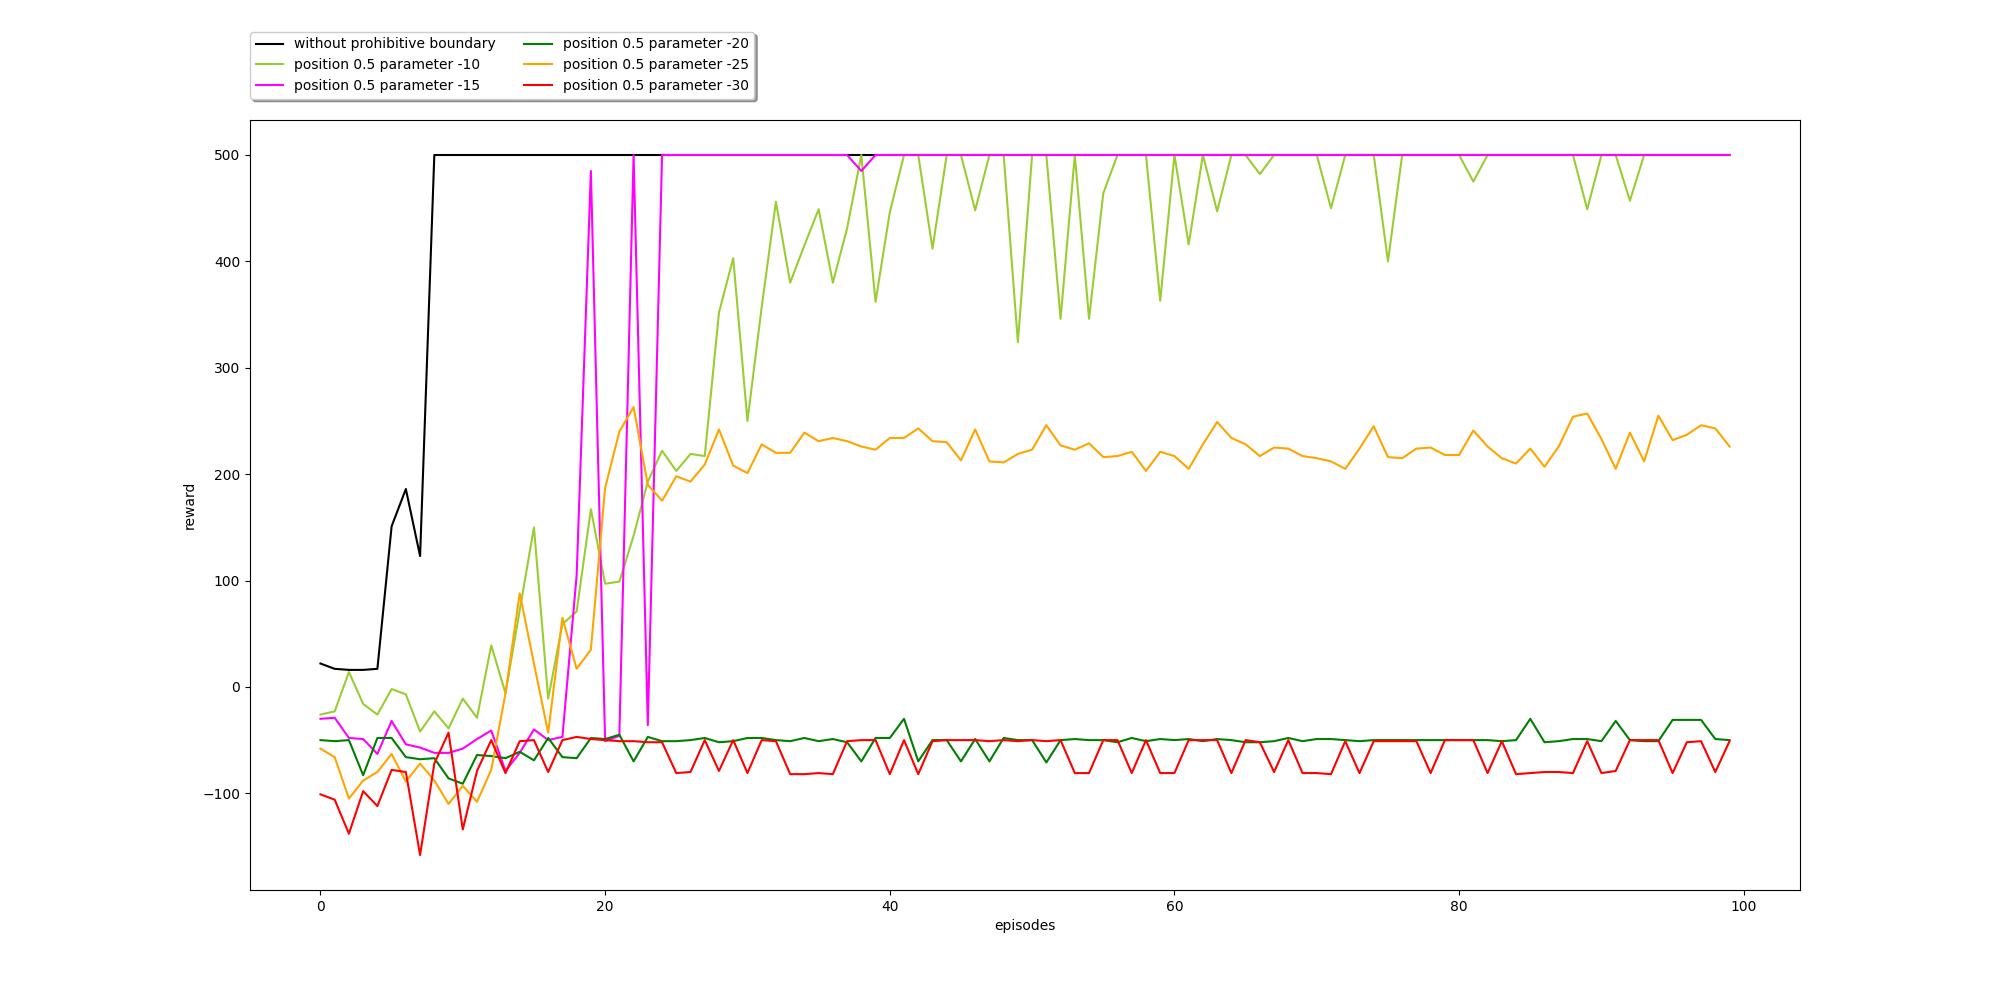 without prohibitive boundary
position 0.5 parameter -10
position 0.5 parameter -15
position 0.5 parameter -20
position 0.5 parameter -25
position 0.5 parameter -30
500
400
300
200
100
0
−100
reward
0 20 40 60 80 100
episodes